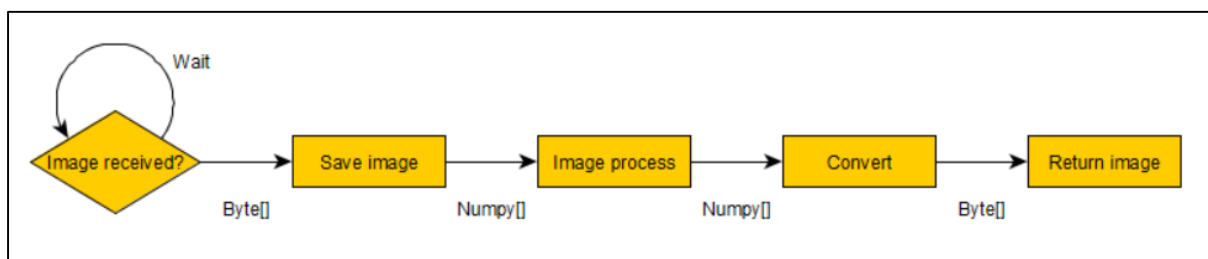 Wait
Image received?
Save image
Image process
Convert
Return image
Byte[]
Numpy[]
Numpy[]
Byte[]